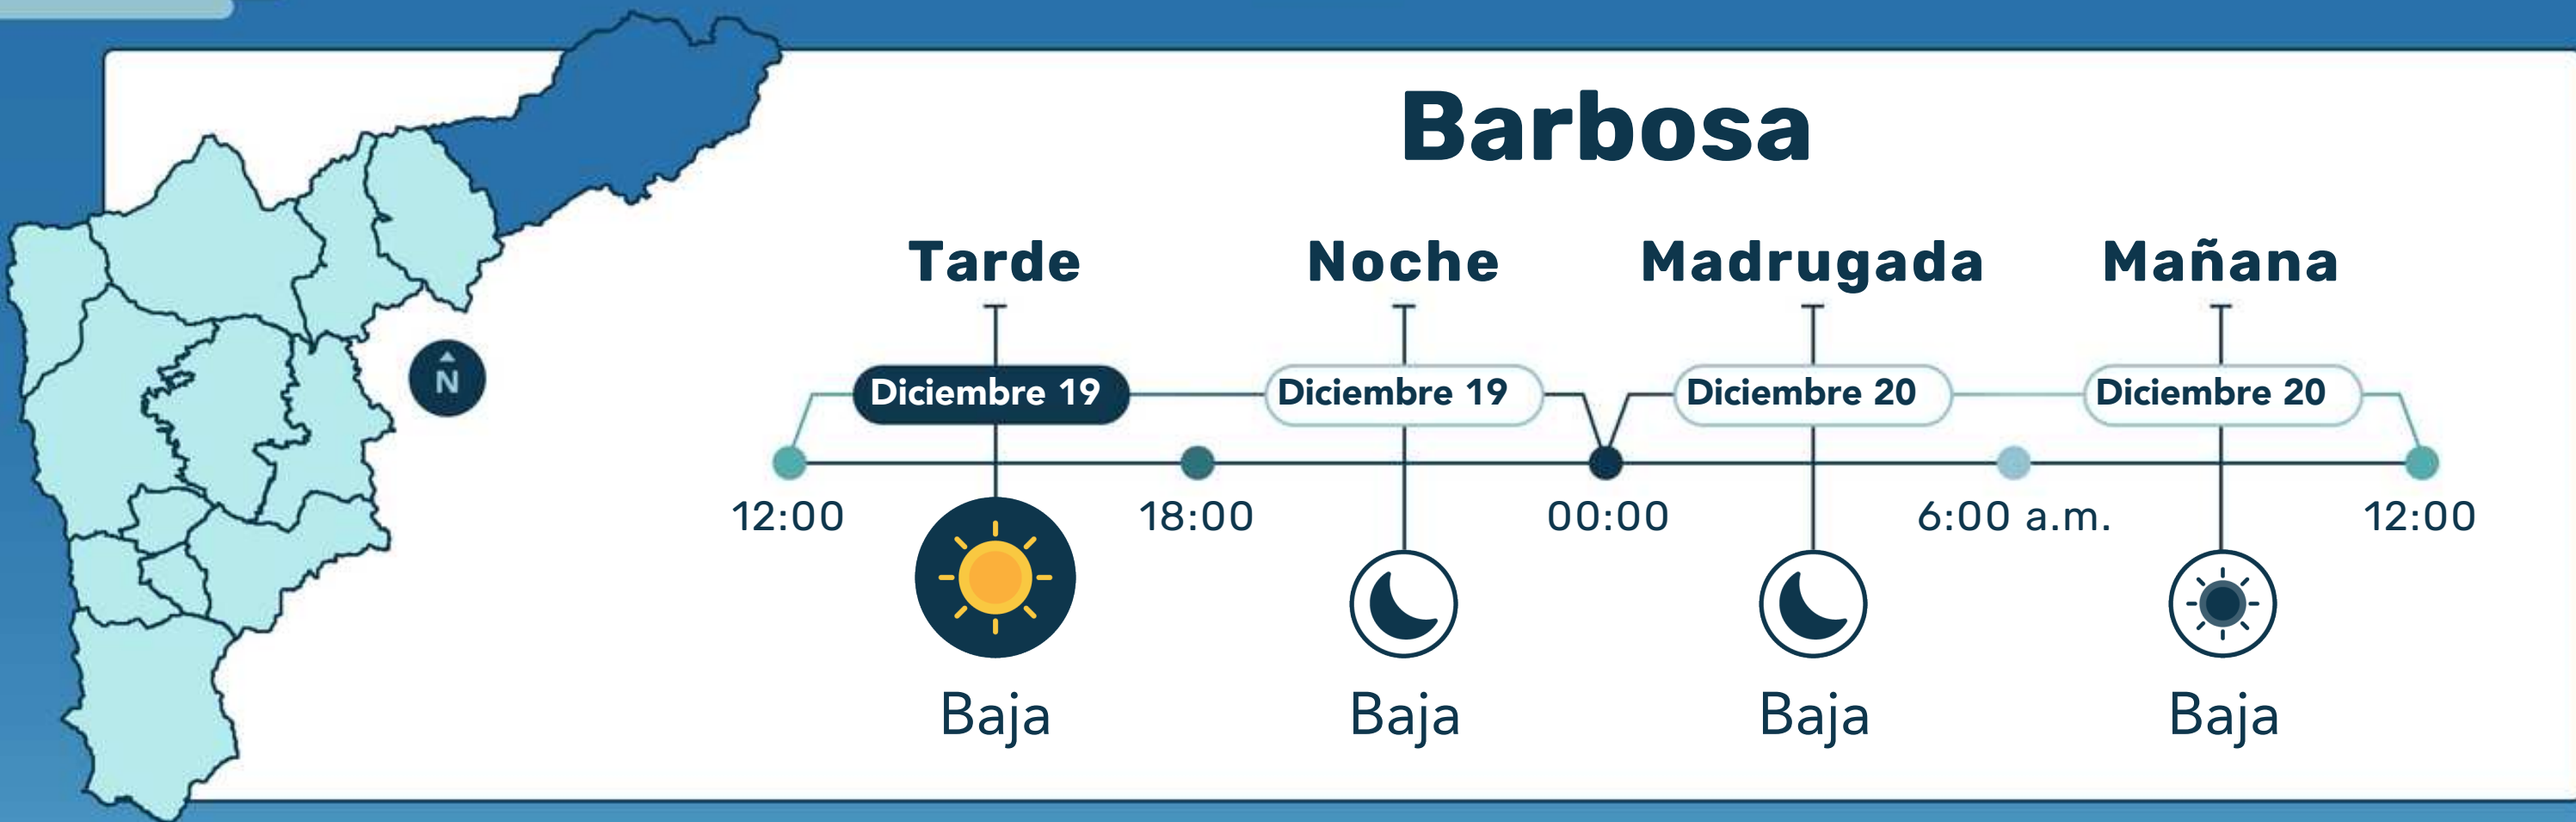 Barbosa
Tarde Noche Madrugada Mañana
Diciembre 19 Diciembre 19 Diciembre 20 Diciembre 20
N
12:00 18:00 00:00 6:00 a.m. 12:00
Baja Baja Baja Baja